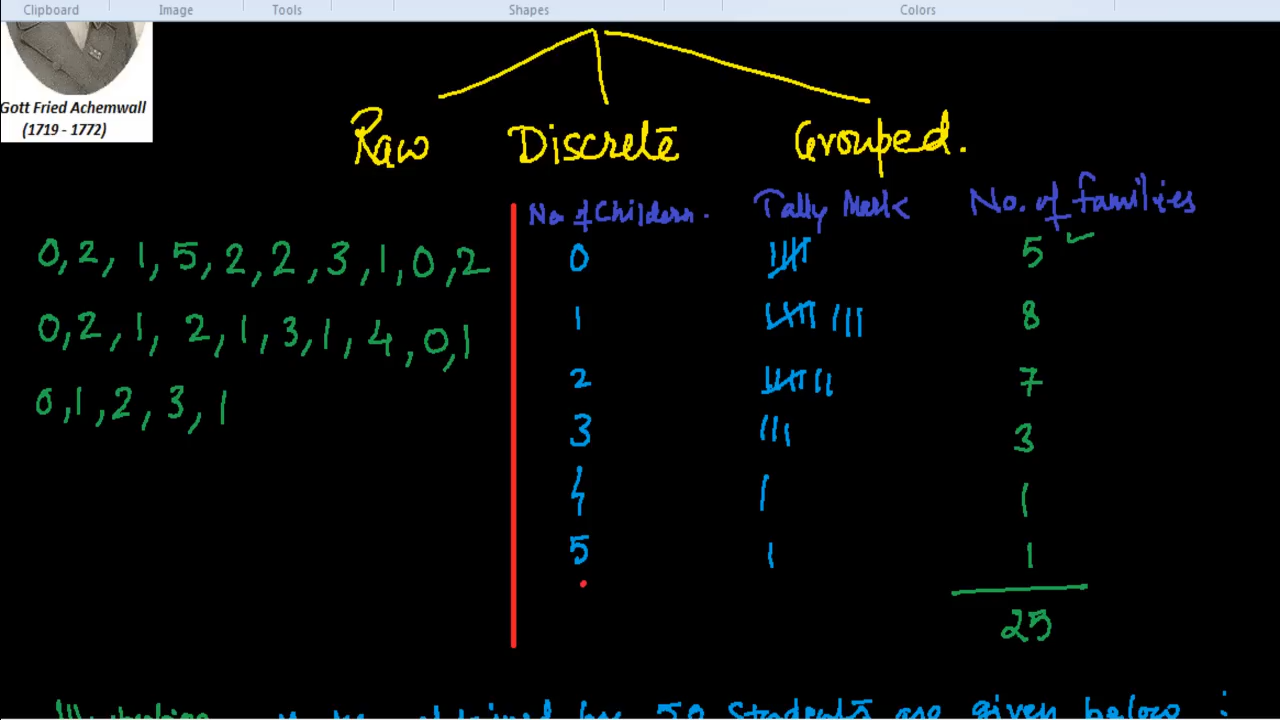 Clipboard Image Tools Shapes Colors
Gott Fried Achemwall
(1719 - 1772)
Raw Discrete Grouped.
No of Children. Tally Mark No. of families
0, 2, 1, 5, 2, 2, 3, 1, 0, 2
0, 2, 1, 2, 1, 3, 1, 4, 0, 1
0, 1, 2, 3, 1
0 5
1 8
2 7
3 3
4 1
5 1
25
50 Students are given below :